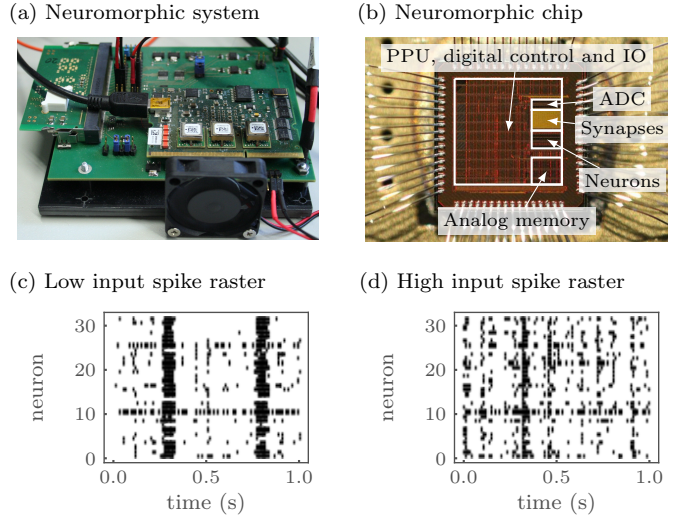 (a) Neuromorphic system
(b) Neuromorphic chip
PPU, digital control and IO
ADC
Synapses
Neurons
Analog memory
(c) Low input spike raster
(d) High input spike raster
30
20
10
0
neuron
0.0 0.5 1.0
time (s)
30
20
10
0
neuron
0.0 0.5 1.0
time (s)